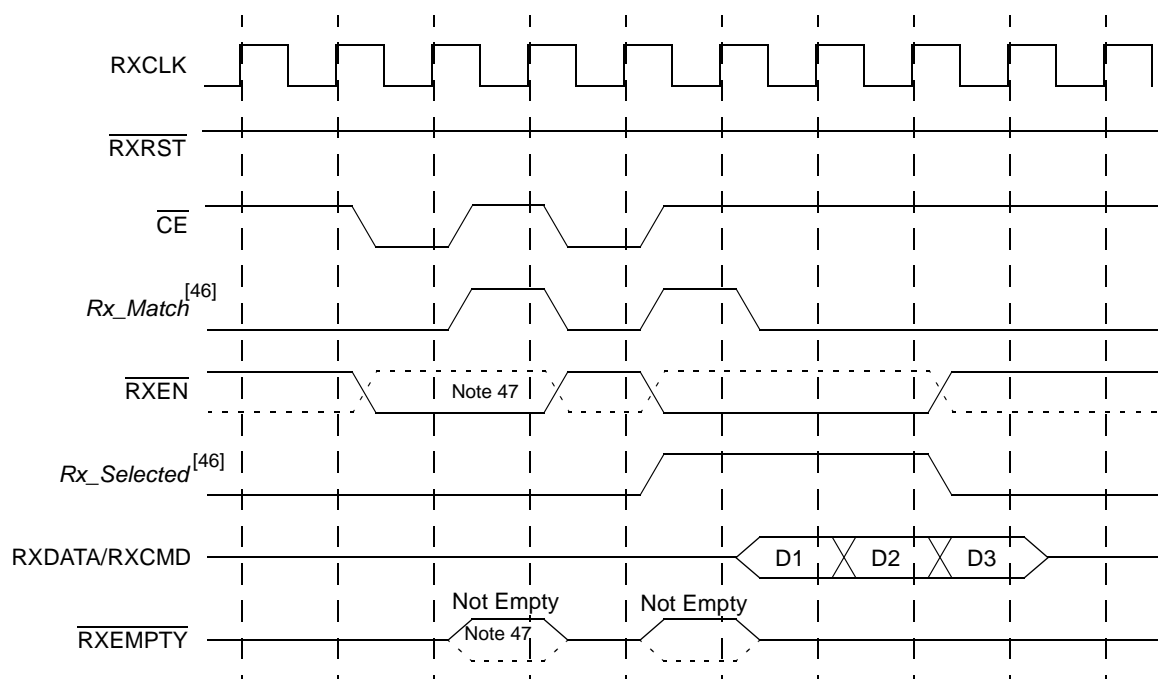 RXCLK
RXRST
CE
Rx_Match[46]
RXEN
Note 47
Rx_Selected[46]
RXDATA/RXCMD
D1 D2 D3
Not Empty Not Empty
RXEMPTY
Note 47